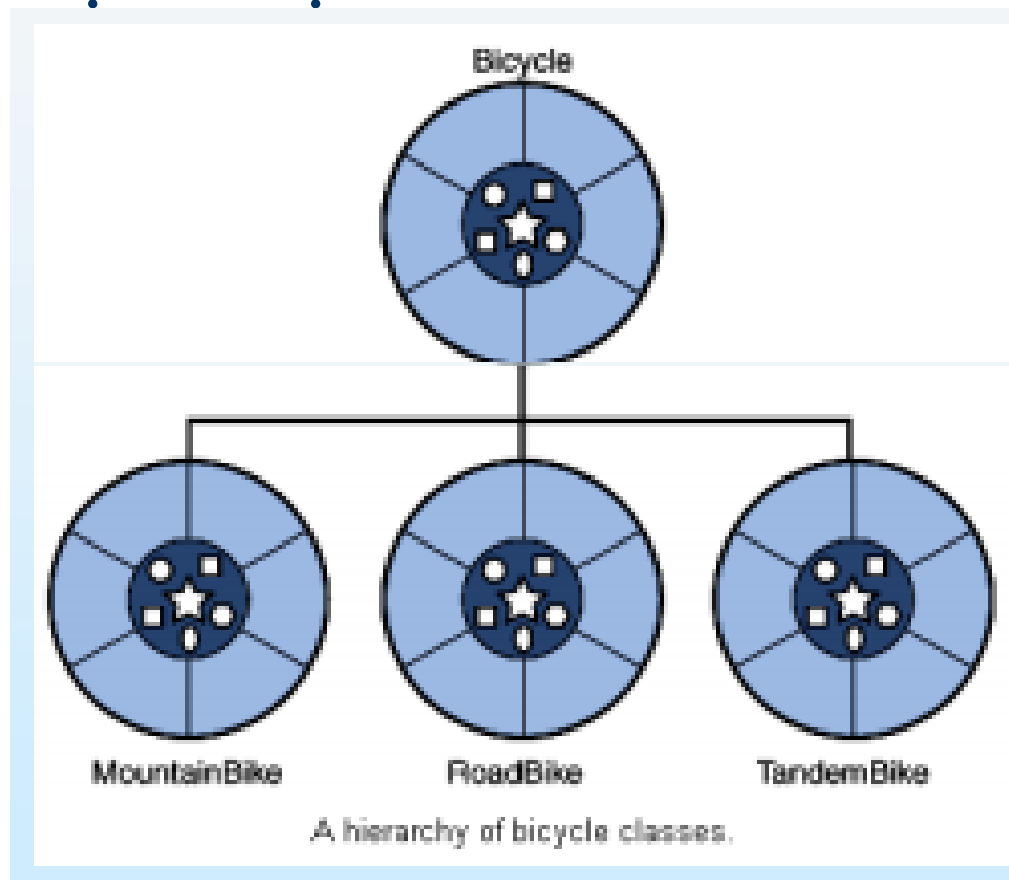 Bicycle
MountainBike
RoadBike
TandemBike
A hierarchy of bicycle classes.